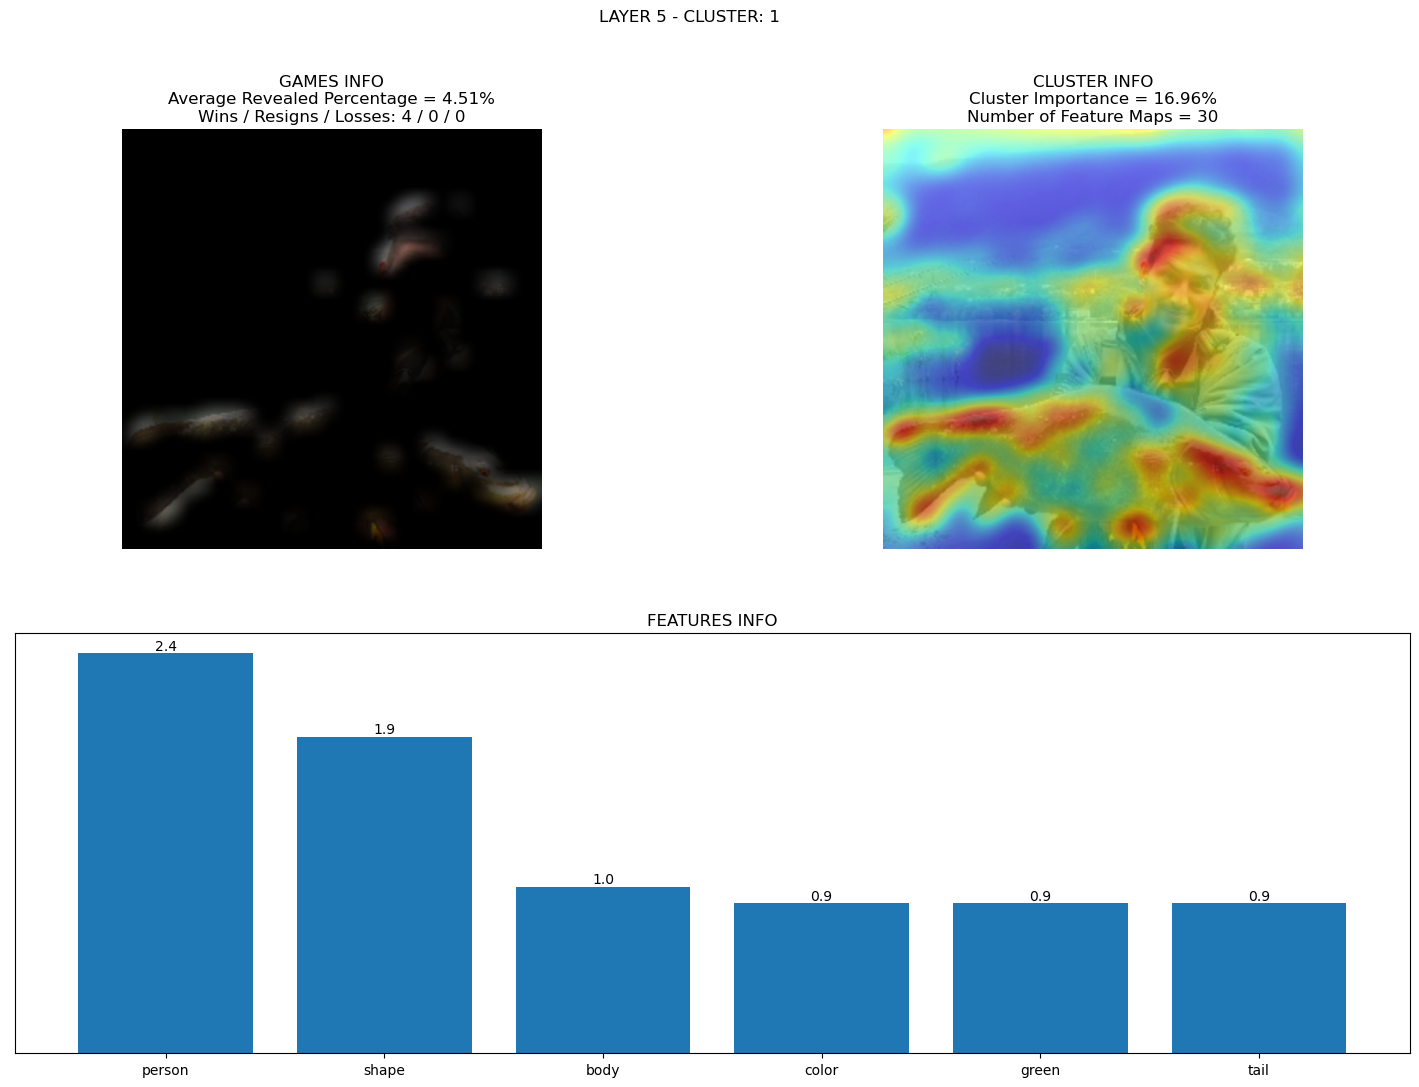 LAYER 5 - CLUSTER: 1
GAMES INFO
Average Revealed Percentage = 4.51%
Wins / Resigns / Losses: 4 / 0 / 0
CLUSTER INFO
Cluster Importance = 16.96%
Number of Feature Maps = 30
FEATURES INFO
2.4
1.9
1.0
0.9
0.9
0.9
person
shape
body
color
green
tail